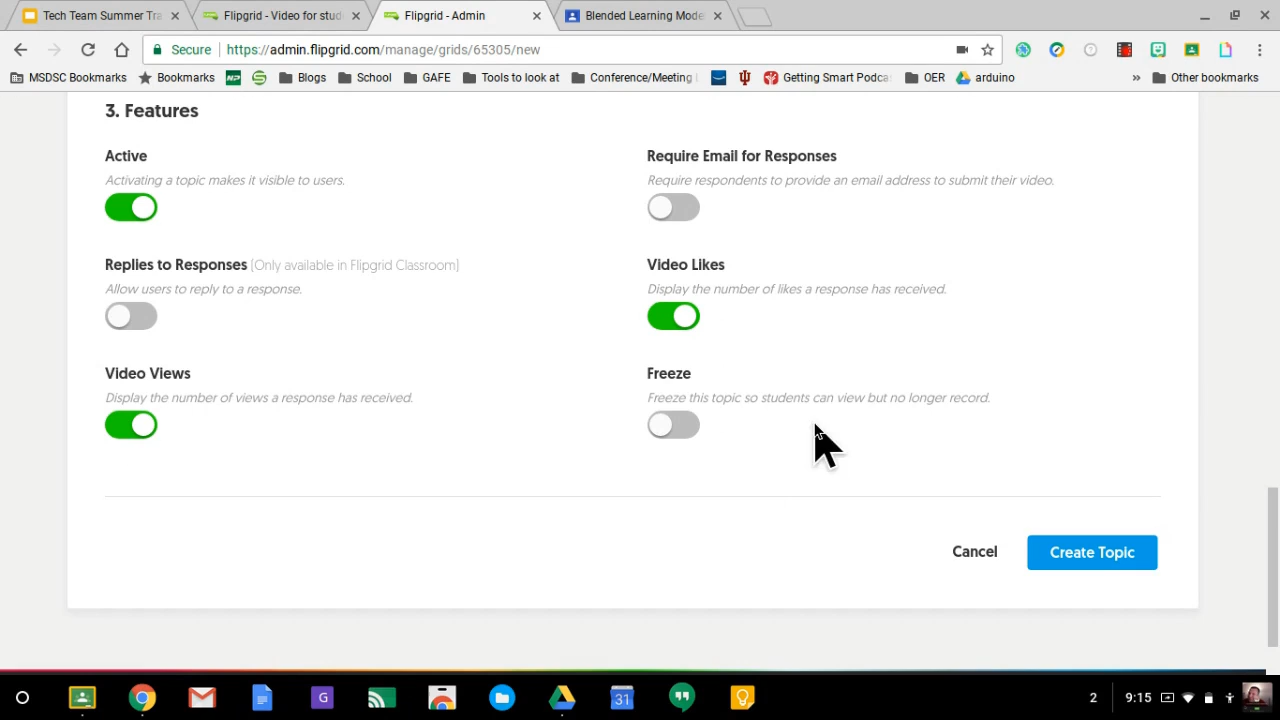 Tech Team Summer Tra
Flipgrid - Video for stud
Flipgrid - Admin
Blended Learning Mode
Secure
https://admin.flipgrid.com/manage/grids/65305/new
MSDSC Bookmarks
Bookmarks
NP
Blogs
School
GAFE
Tools to look at
Conference/Meeting
Getting Smart Podca
OER
arduino
»
Other bookmarks
3. Features
Active
Activating a topic makes it visible to users.
Require Email for Responses
Require respondents to provide an email address to submit their video.
Replies to Responses (Only available in Flipgrid Classroom)
Allow users to reply to a response.
Video Likes
Display the number of likes a response has received.
Video Views
Display the number of views a response has received.
Freeze
Freeze this topic so students can view but no longer record.
Cancel
Create Topic
G
31
2
9:15